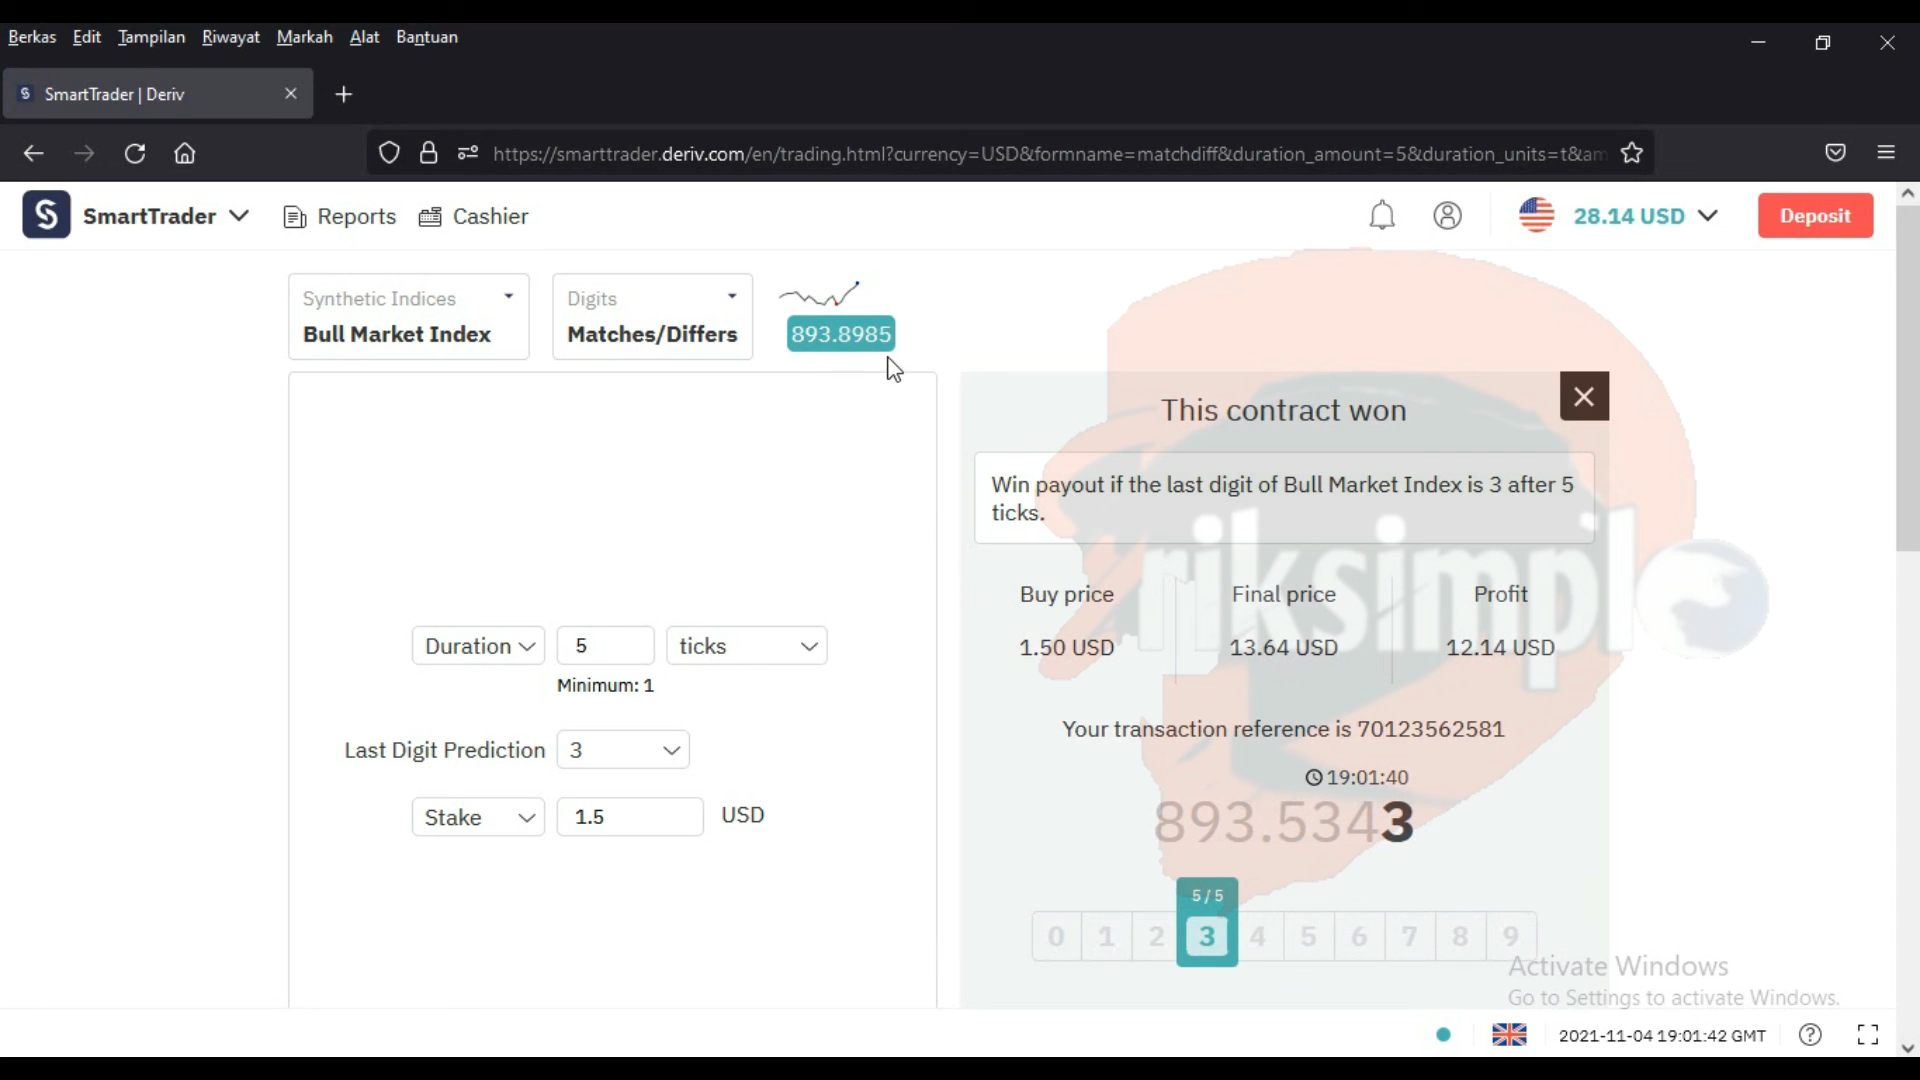 Berkas Edit Tampilan Riwayat Markah Alat Bantuan
SmartTrader | Deriv
https://smarttrader.deriv.com/en/trading.html?currency=USD&formname=matchdiff&duration_amount=5&duration_units=t&am
SmartTrader Reports Cashier 28.14 USD Deposit
Synthetic Indices
Bull Market Index
Digits
Matches/Differs
893.8985
This contract won
Win payout if the last digit of Bull Market Index is 3 after 5
ticks.
riksimpl
Buy price Final price Profit
1.50 USD 13.64 USD 12.14 USD
Duration 5 ticks
Minimum: 1
Your transaction reference is 70123562581
Last Digit Prediction 3
19:01:40
893.5343
Stake 1.5 USD
5/5
0 1 2 3 4 5 6 7 8 9
Activate Windows
Go to Settings to activate Windows.
2021-11-04 19:01:42 GMT